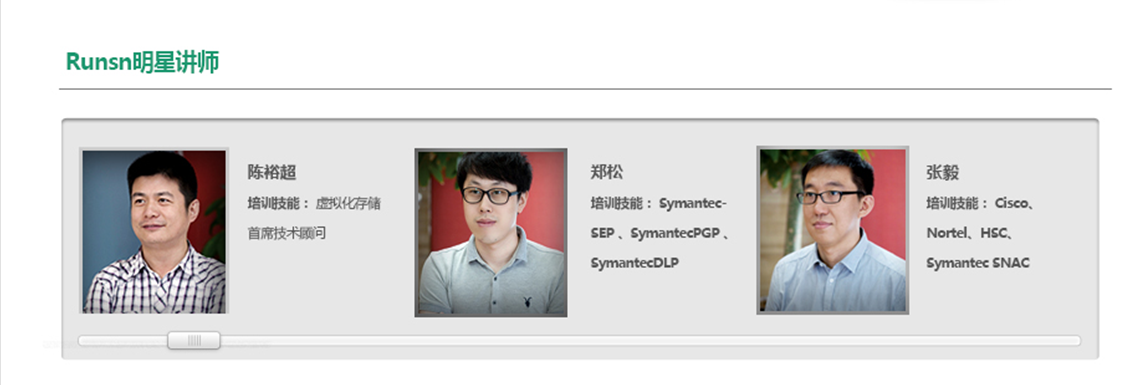 Runsn明星讲师
陈裕超
培训技能： 虚拟化存储
首席技术顾问
郑松
培训技能： Symantec-
SEP 、SymantecPGP 、
SymantecDLP
张毅
培训技能： Cisco、
Nortel、HSC、
Symantec SNAC